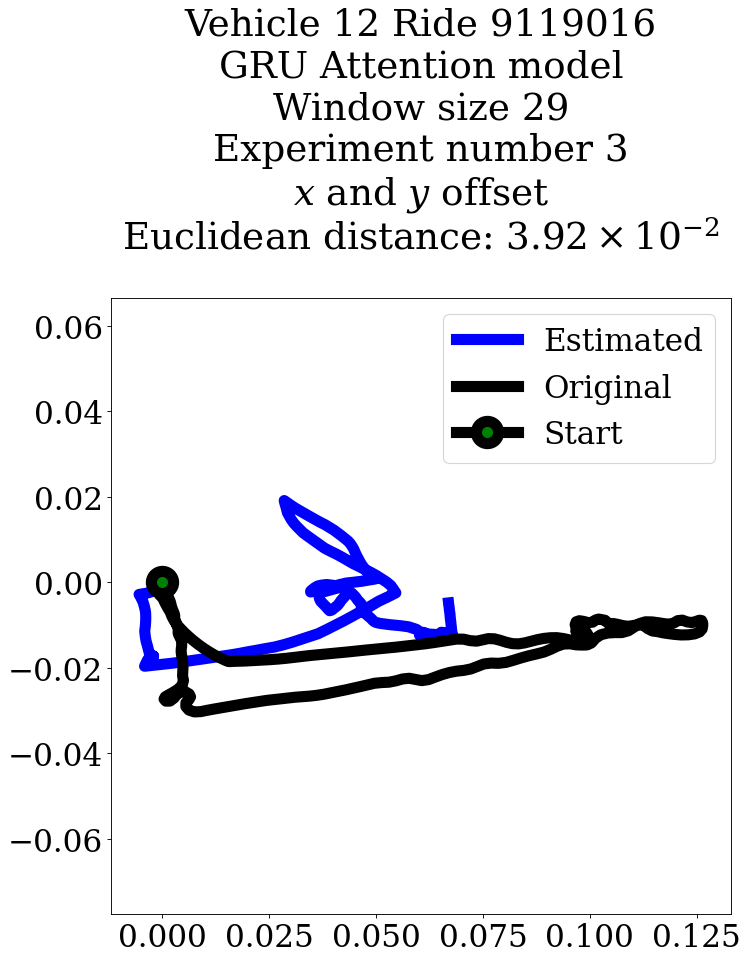 Vehicle 12 Ride 9119016
GRU Attention model
Window size 29
Experiment number 3
x and y offset
Euclidean distance: 3.92 × 10⁻²
Estimated
Original
Start
0.06
0.04
0.02
0.00
−0.02
−0.04
−0.06
0.000 0.025 0.050 0.075 0.100 0.125